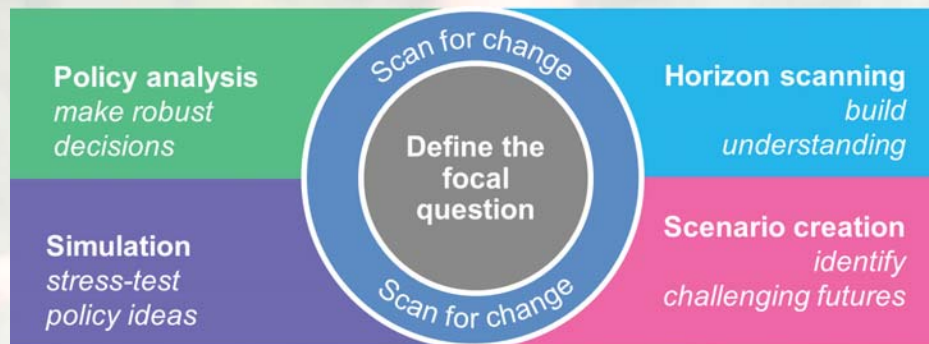 Policy analysis
make robust
decisions
Scan for change
Horizon scanning
build
understanding
Define the
focal
question
Simulation
stress-test
policy ideas
Scan for change
Scenario creation
identify
challenging futures